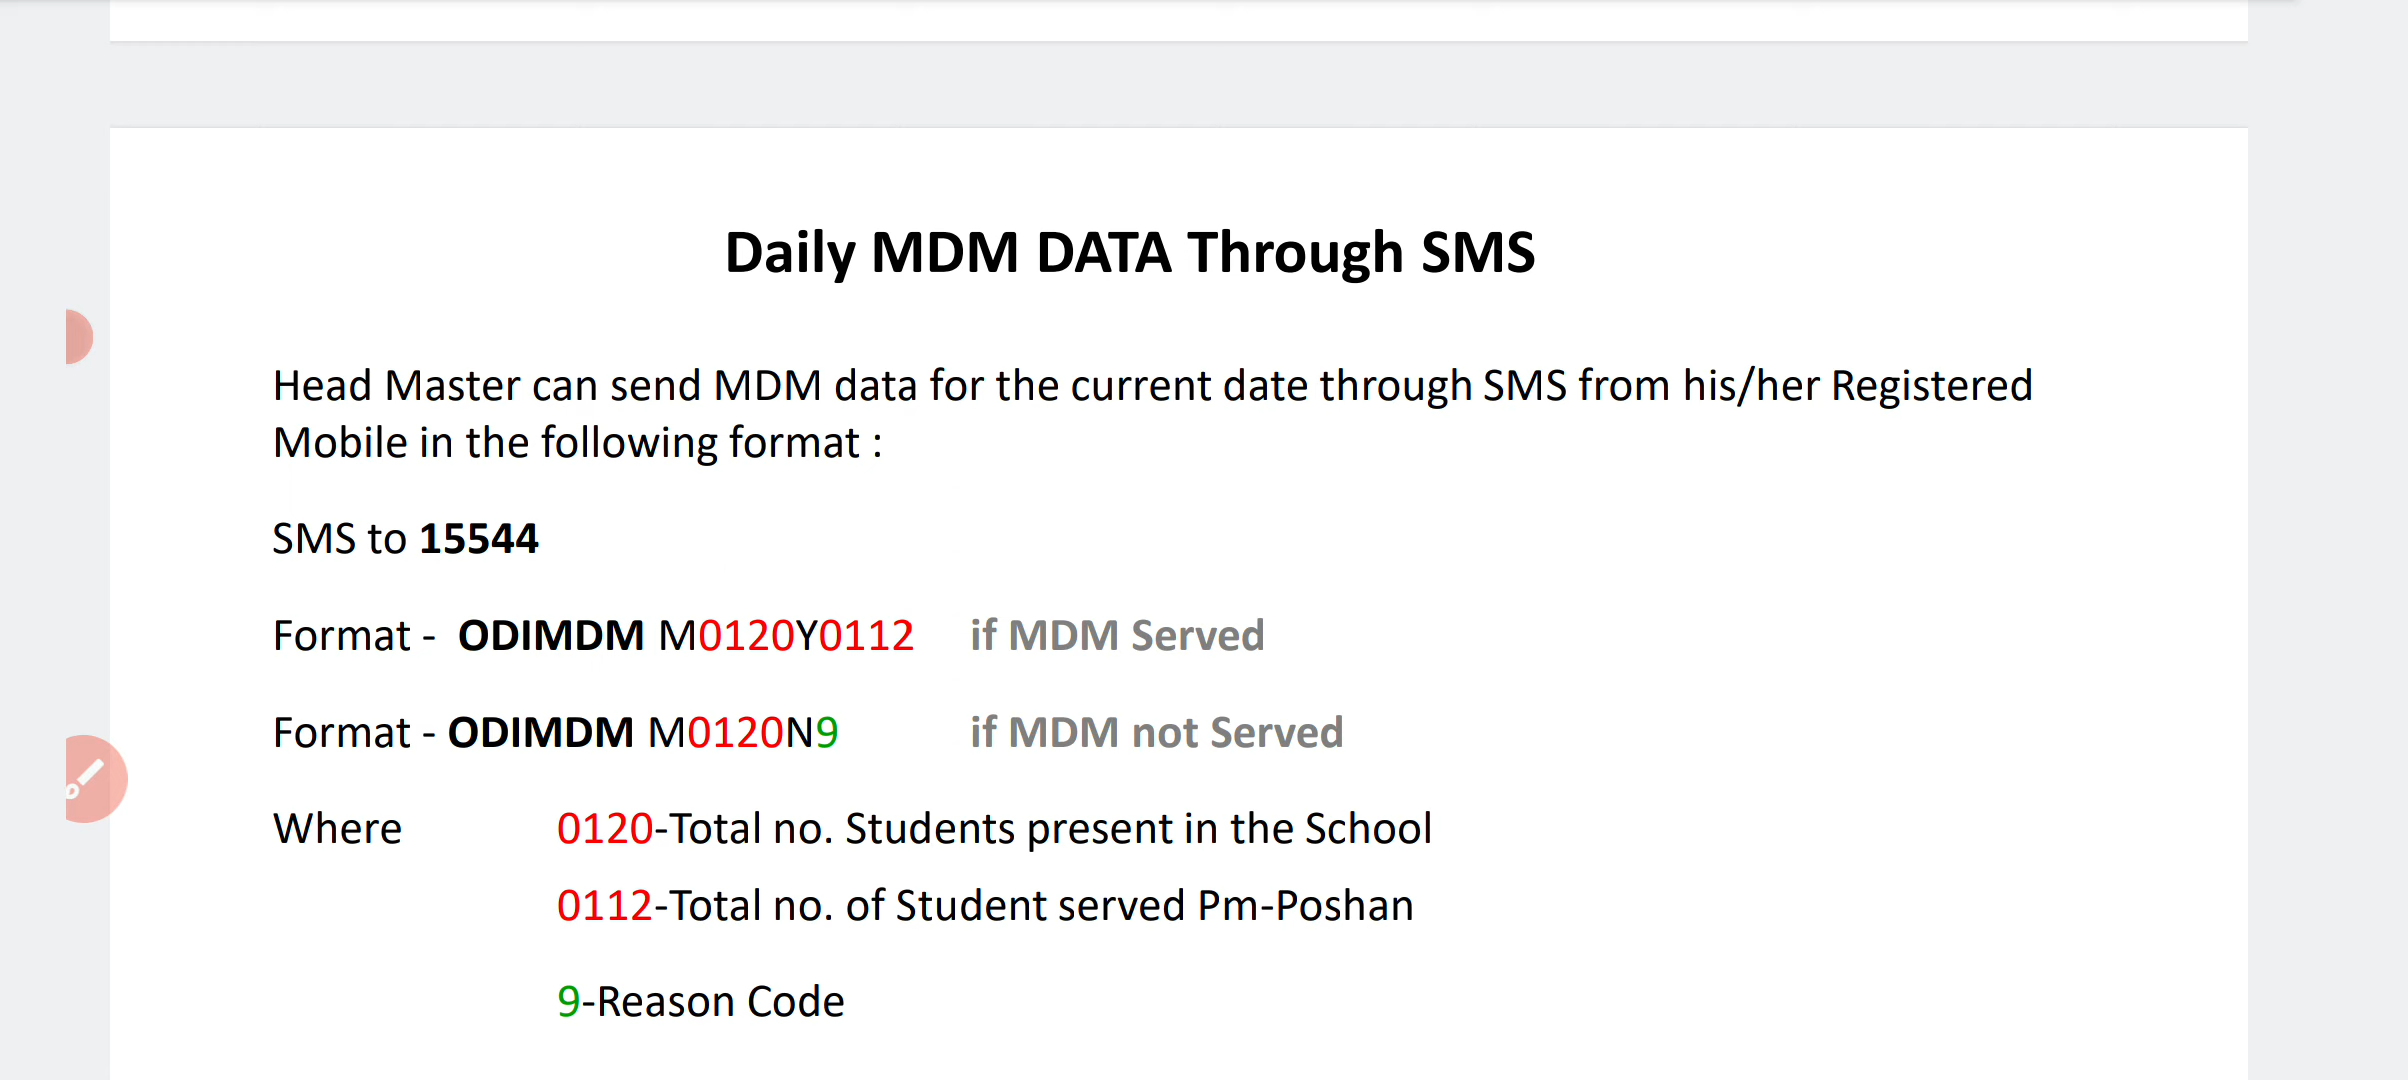 Daily MDM DATA Through SMS
Head Master can send MDM data for the current date through SMS from his/her Registered
Mobile in the following format :
SMS to 15544
Format -  ODIMDM M0120Y0112 if MDM Served
Format - ODIMDM M0120N9 if MDM not Served
Where 0120-Total no. Students present in the School
0112-Total no. of Student served Pm-Poshan
9-Reason Code